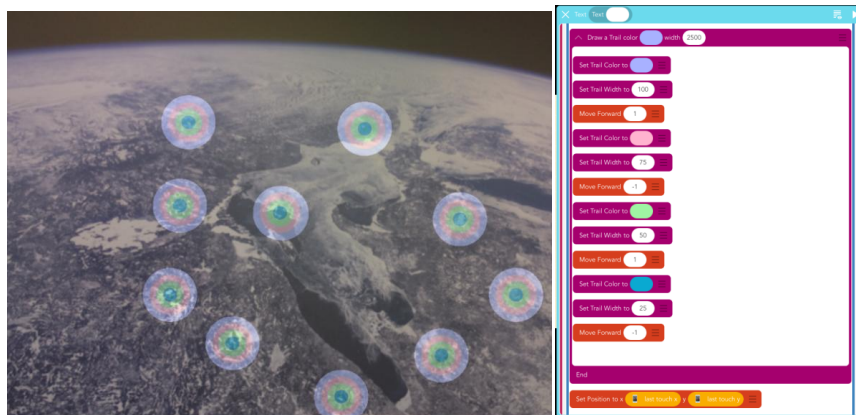 Text Text
Draw a Trail color width 2500
Set Trail Color to
Set Trail Width to 100
Move Forward 1
Set Trail Color to
Set Trail Width to 75
Move Forward -1
Set Trail Color to
Set Trail Width to 50
Move Forward 1
Set Trail Color to
Set Trail Width to 25
Move Forward -1
End
Set Position to x last touch x y last touch y